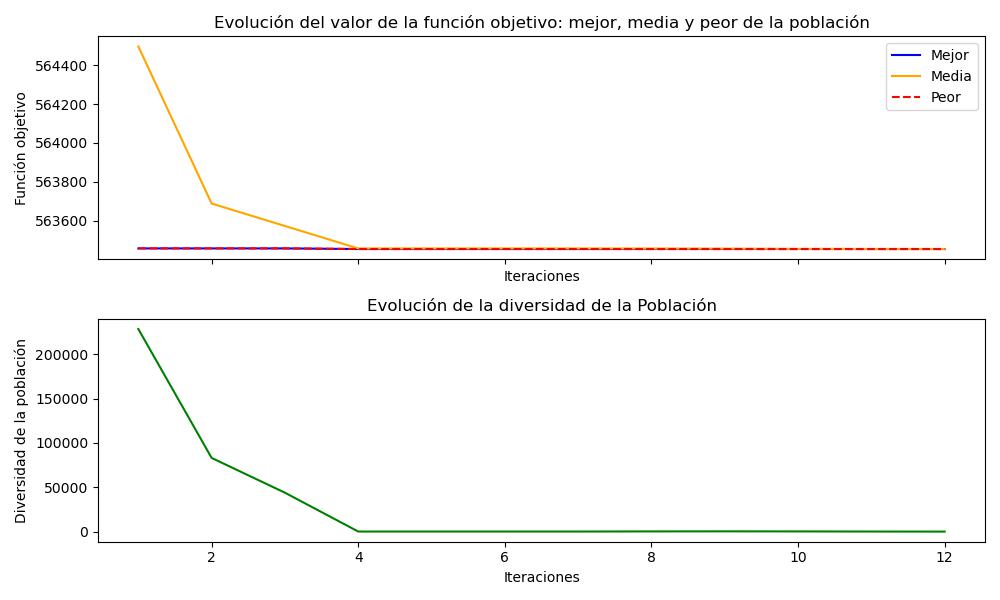 Evolución del valor de la función objetivo: mejor, media y peor de la población
Función objetivo
564400
564200
564000
563800
563600
Mejor
Media
Peor
Iteraciones
Evolución de la diversidad de la Población
Diversidad de la población
200000
150000
100000
50000
0
2
4
6
8
10
12
Iteraciones